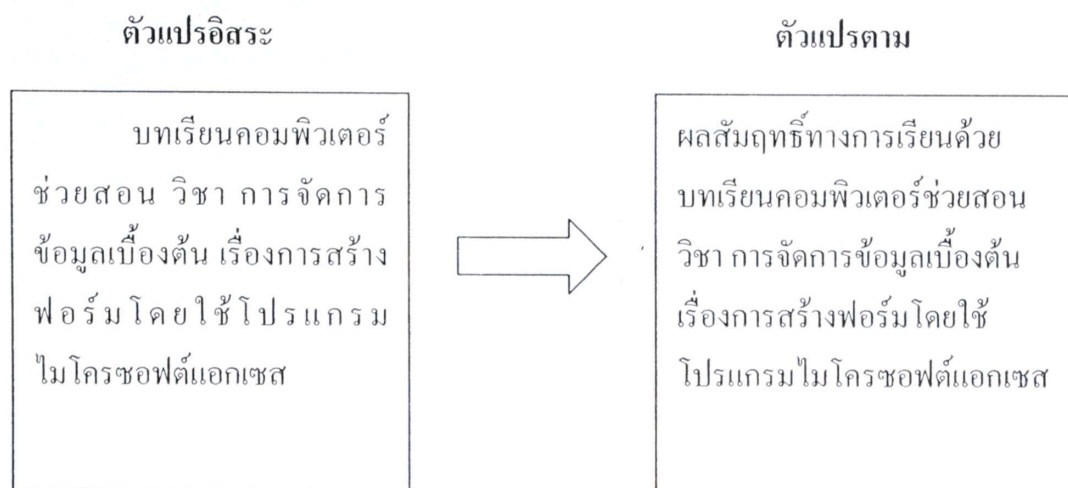 ตัวแปรอิสระ
บทเรียนคอมพิวเตอร์
ช่วยสอน วิชา การจัดการ
ข้อมูลเบื้องต้น เรื่องการสร้าง
ฟอร์มโดยใช้โปรแกรม
ไมโครซอฟต์แอกเซส
ตัวแปรตาม
ผลสัมฤทธิ์ทางการเรียนด้วย
บทเรียนคอมพิวเตอร์ช่วยสอน
วิชา การจัดการข้อมูลเบื้องต้น
เรื่องการสร้างฟอร์มโดยใช้
โปรแกรมไมโครซอฟต์แอกเซส